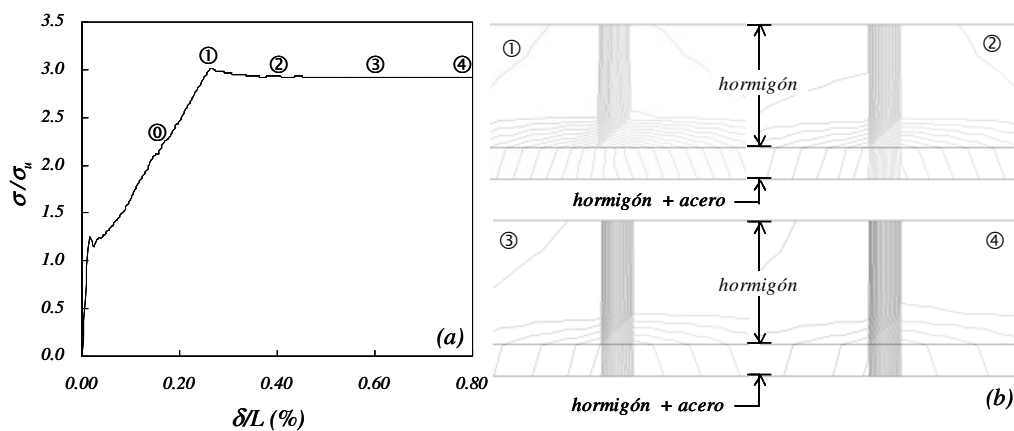 3.5
3.0
2.5
2.0
1.5
1.0
0.5
0.0
σ/σu
⓪
①
②
③
④
(a)
0.00 0.20 0.40 0.60 0.80
δ/L (%)
① ②
hormigón
hormigón + acero
③ ④
hormigón
hormigón + acero
(b)